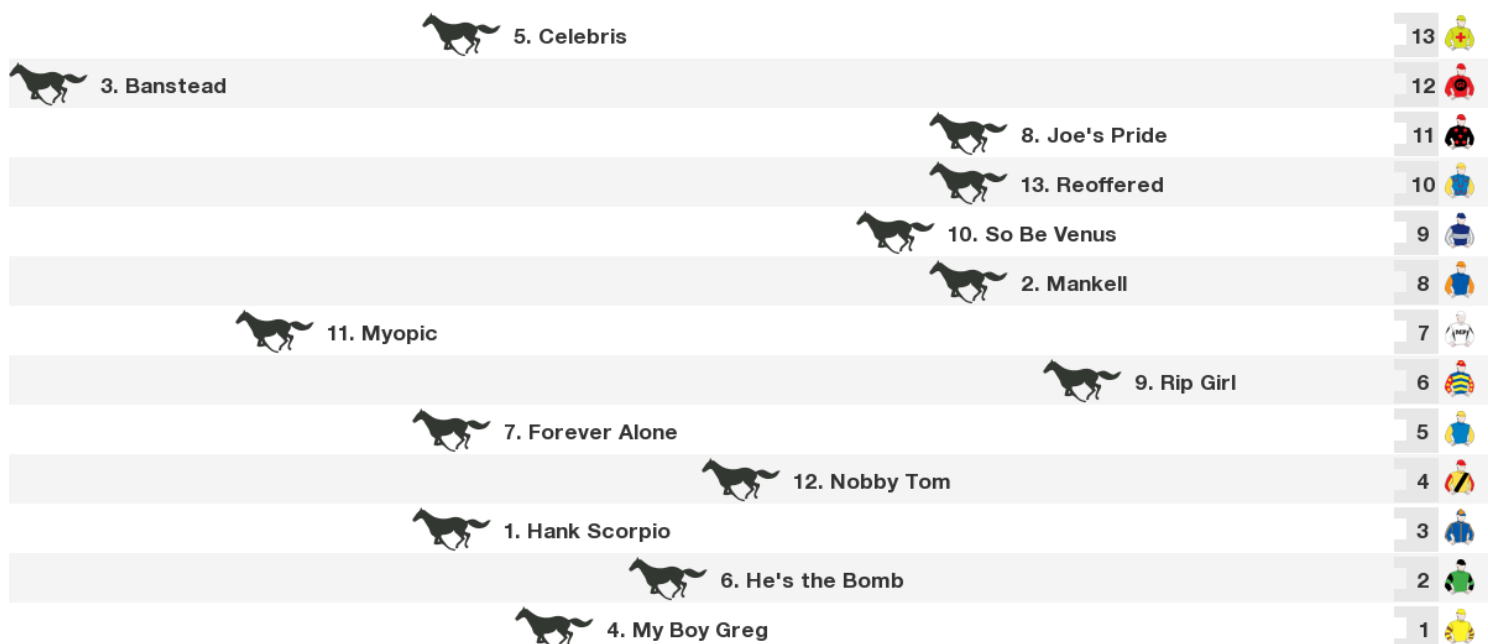 5. Celebris 13
3. Banstead 12
8. Joe's Pride 11
13. Reoffered 10
10. So Be Venus 9
2. Mankell 8
11. Myopic 7
9. Rip Girl 6
7. Forever Alone 5
12. Nobby Tom 4
1. Hank Scorpio 3
6. He's the Bomb 2
4. My Boy Greg 1